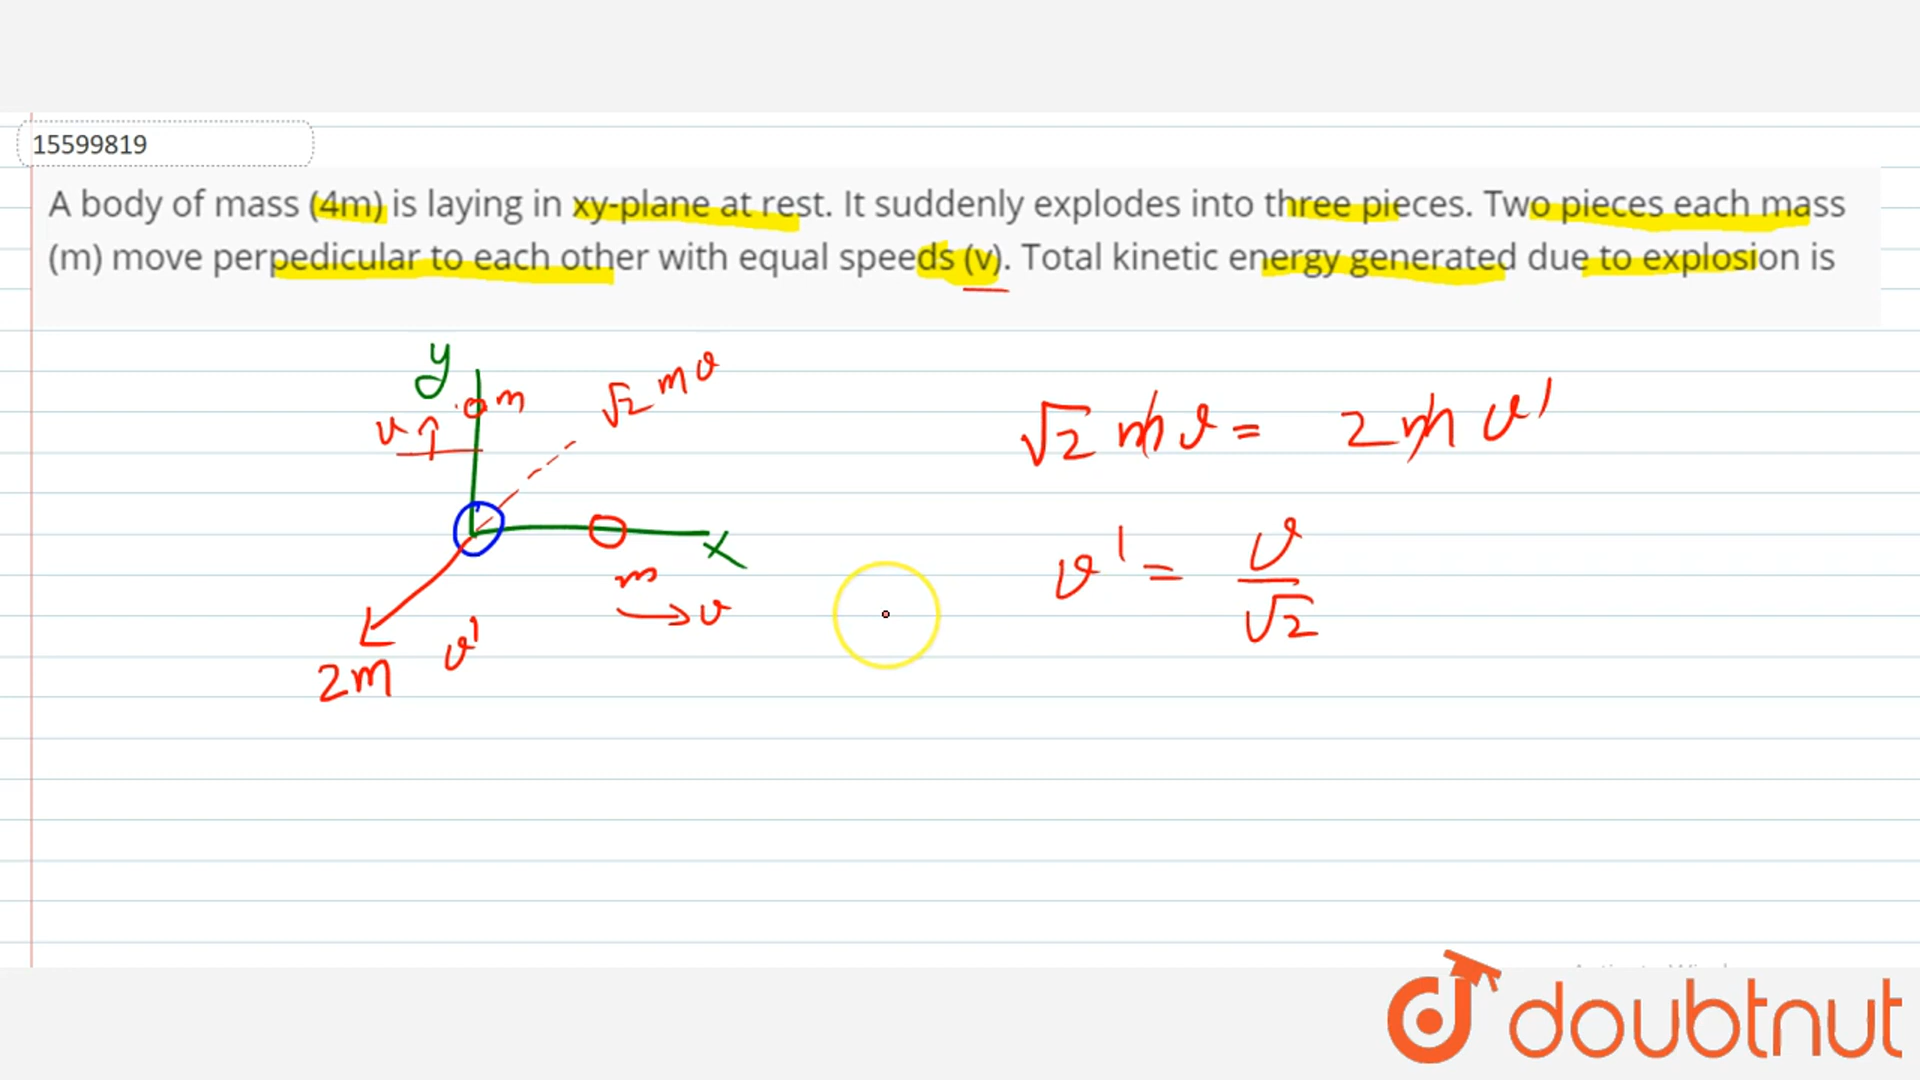 15599819
A body of mass (4m) is laying in xy-plane at rest. It suddenly explodes into three pieces. Two pieces each mass
(m) move perpedicular to each other with equal speeds (v). Total kinetic energy generated due to explosion is
y
m
v
√2 mv
x
m
v
2m v'
√2 mv = 2m v'
v' = v/√2
doubtnut